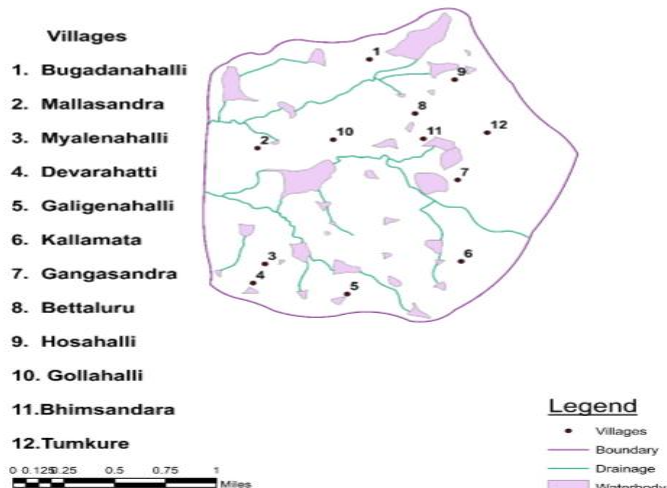 Villages
1. Bugadanahalli
2. Mallasandra
3. Myalenahalli
4. Devarahatti
5. Galigenahalli
6. Kallamata
7. Gangasandra
8. Bettaluru
9. Hosahalli
10. Gollahalli
11.Bhimsandara
12.Tumkure
0 0.1250.25 0.5 0.75 1
Miles
1
9
8
12
11
10
2
7
6
3
4
5
Legend
Villages
Boundary
Drainage
Waterbody